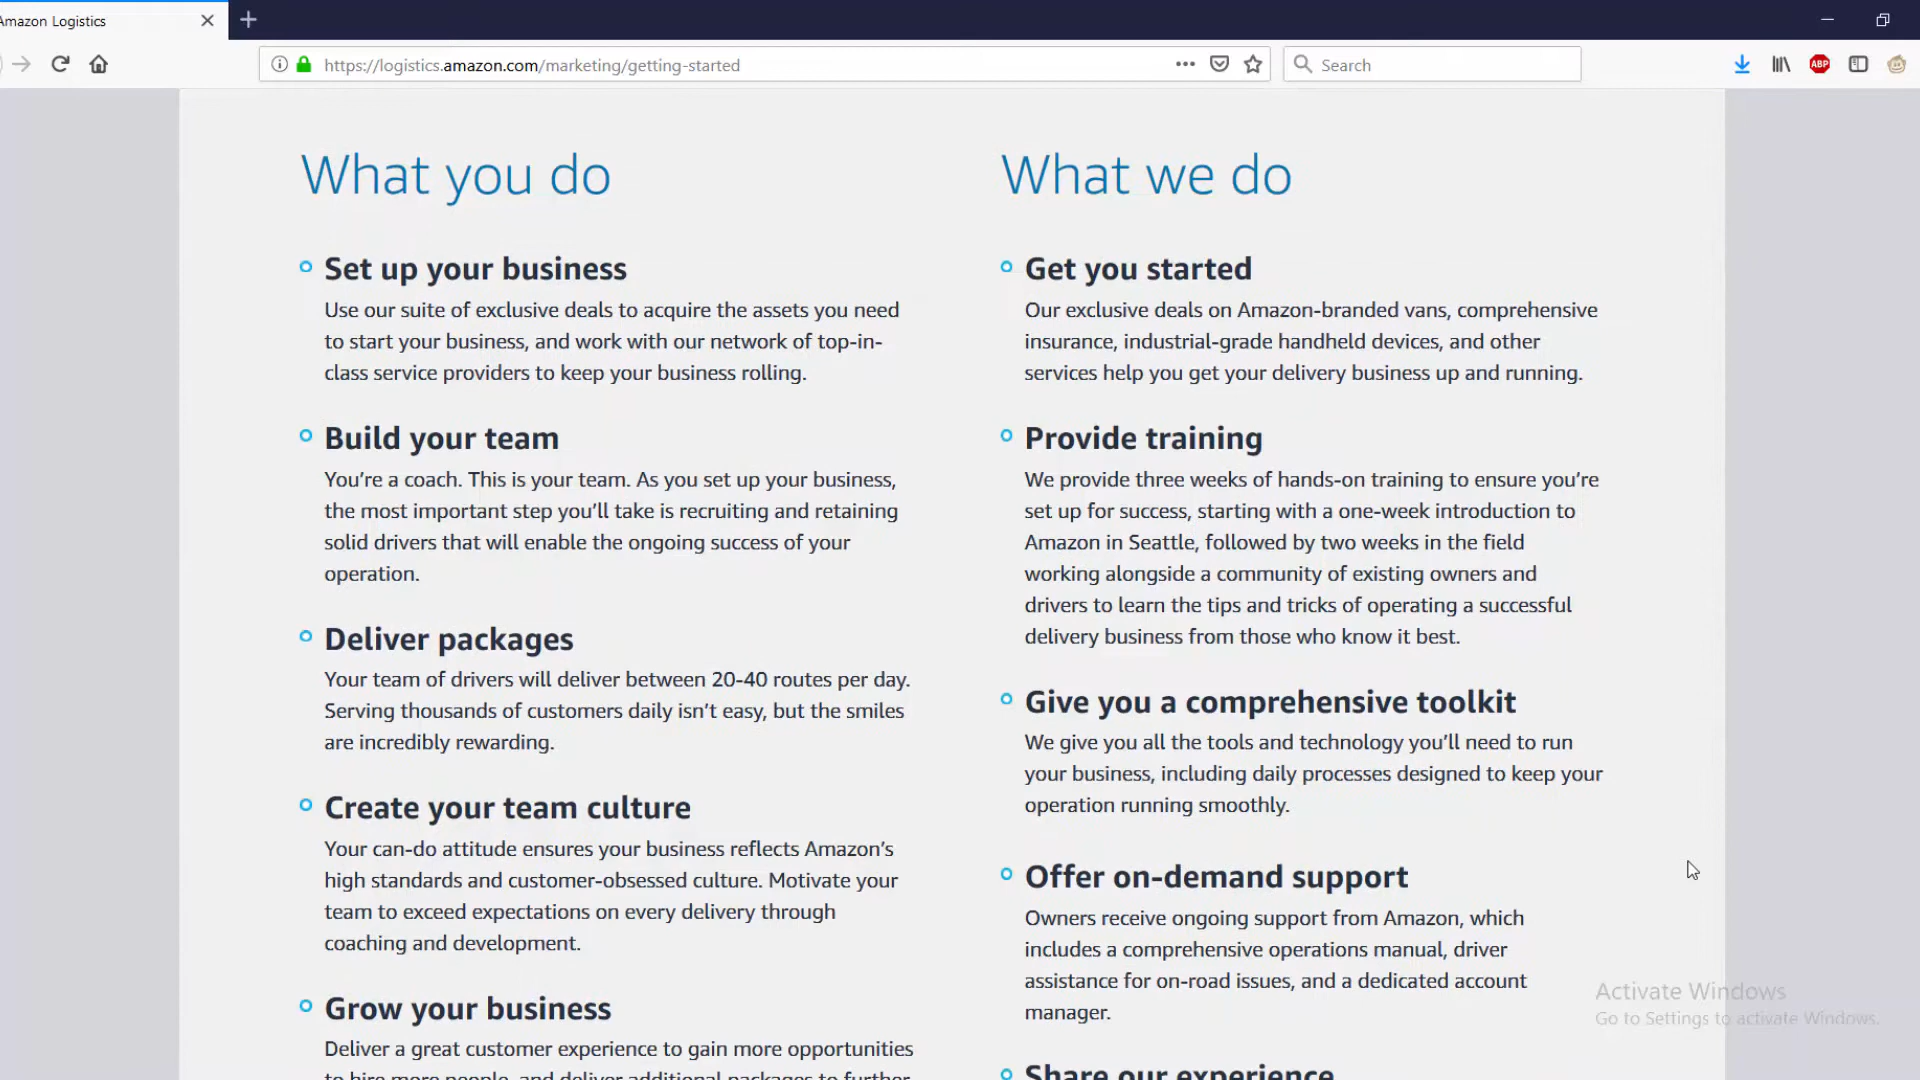 Amazon Logistics
https://logistics.amazon.com/marketing/getting-started
Search
ABP
What you do
Set up your business
Use our suite of exclusive deals to acquire the assets you need
to start your business, and work with our network of top-in-
class service providers to keep your business rolling.
Build your team
You’re a coach. This is your team. As you set up your business,
the most important step you’ll take is recruiting and retaining
solid drivers that will enable the ongoing success of your
operation.
Deliver packages
Your team of drivers will deliver between 20-40 routes per day.
Serving thousands of customers daily isn’t easy, but the smiles
are incredibly rewarding.
Create your team culture
Your can-do attitude ensures your business reflects Amazon’s
high standards and customer-obsessed culture. Motivate your
team to exceed expectations on every delivery through
coaching and development.
Grow your business
Deliver a great customer experience to gain more opportunities
to hire more people, and deliver additional packages to further
What we do
Get you started
Our exclusive deals on Amazon-branded vans, comprehensive
insurance, industrial-grade handheld devices, and other
services help you get your delivery business up and running.
Provide training
We provide three weeks of hands-on training to ensure you’re
set up for success, starting with a one-week introduction to
Amazon in Seattle, followed by two weeks in the field
working alongside a community of existing owners and
drivers to learn the tips and tricks of operating a successful
delivery business from those who know it best.
Give you a comprehensive toolkit
We give you all the tools and technology you’ll need to run
your business, including daily processes designed to keep your
operation running smoothly.
Offer on-demand support
Owners receive ongoing support from Amazon, which
includes a comprehensive operations manual, driver
assistance for on-road issues, and a dedicated account
manager.
Share our experience
Activate Windows
Go to Settings to activate Windows.